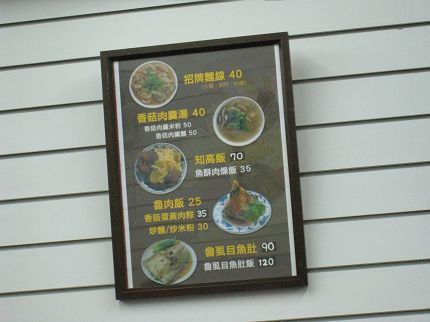 招牌麵線 40
香菇肉羹湯 40
香菇肉羹米粉 50
香菇肉羹麵 50
知高飯 70
魚酥肉燥飯 35
魯肉飯 25
香菇蛋黃肉粽 35
炒麵/炒米粉 30
魯虱目魚肚 90
魯虱目魚肚飯 120